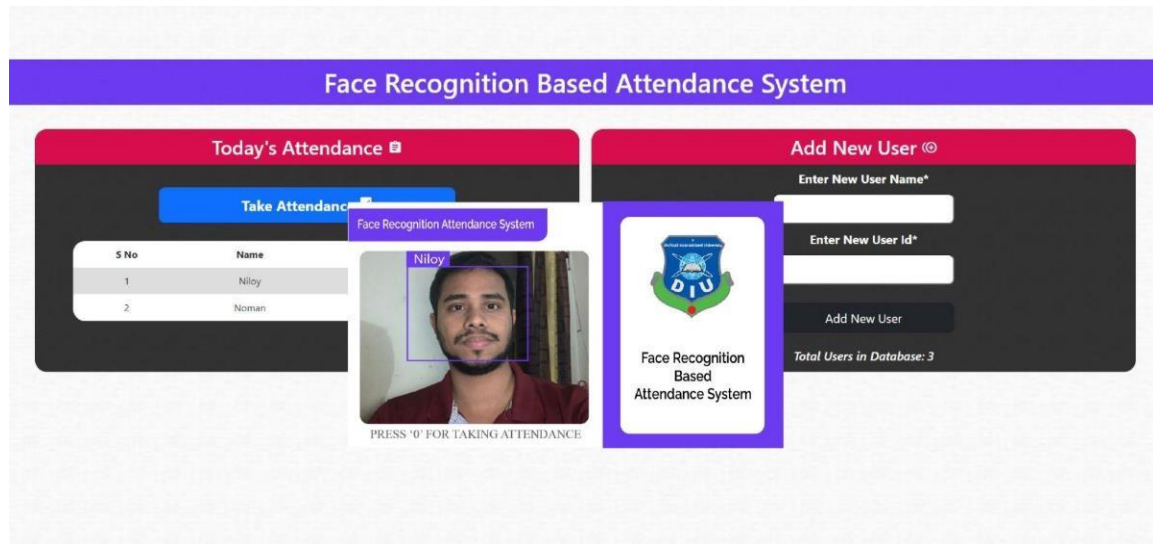 Face Recognition Based Attendance System
Today's Attendance
Take Attendance
S No Name
1 Niloy
2 Noman
Face Recognition Attendance System
Niloy
PRESS '0' FOR TAKING ATTENDANCE
DIU
Face Recognition
Based
Attendance System
Add New User
Enter New User Name*
Enter New User Id*
Add New User
Total Users in Database: 3